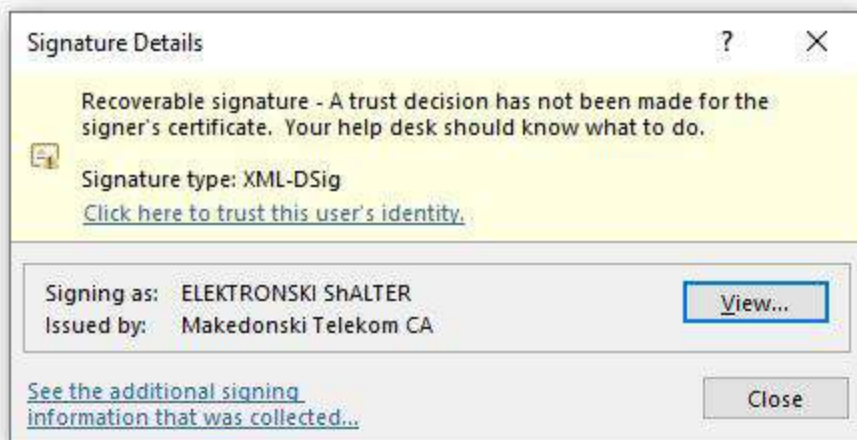 Signature Details
?
Recoverable signature - A trust decision has not been made for the
signer's certificate. Your help desk should know what to do.
Signature type: XML-DSig
Click here to trust this user's identity.
Signing as: ELEKTRONSKI ShALTER
View...
Issued by: Makedonski Telekom CA
See the additional signing
information that was collected...
Close